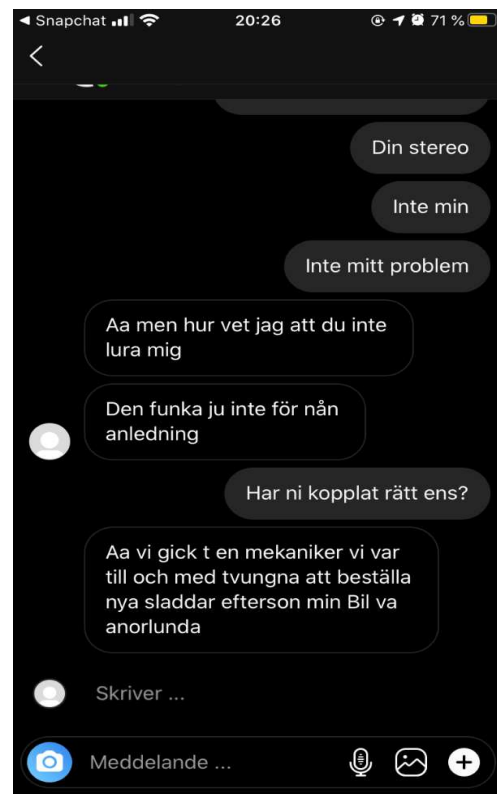 ◀ Snapchat 20:26 71 %
Din stereo
Inte min
Inte mitt problem
Aa men hur vet jag att du inte
lura mig
Den funka ju inte för nån
anledning
Har ni kopplat rätt ens?
Aa vi gick t en mekaniker vi var
till och med tvungna att beställa
nya sladdar efterson min Bil va
anorlunda
Skriver ...
Meddelande ...